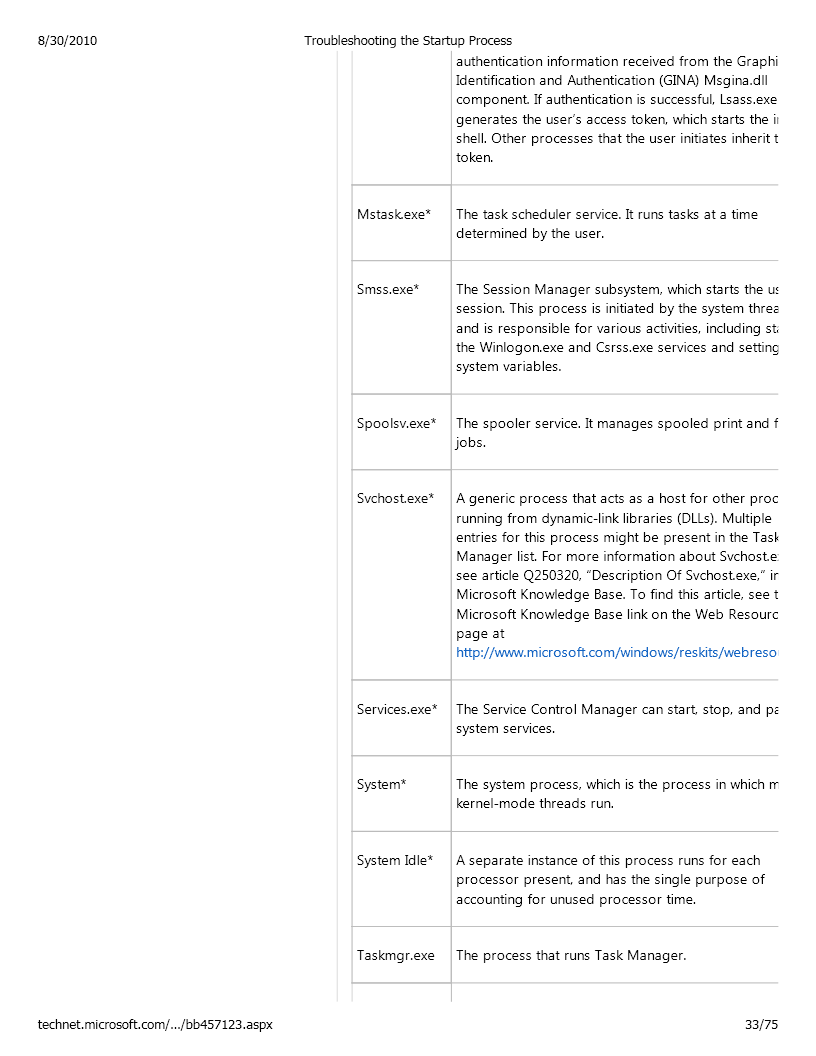 8/30/2010
Troubleshooting the Startup Process
authentication information received from the Graphi
Identification and Authentication (GINA) Msgina.dll
component. If authentication is successful, Lsass.exe
generates the user's access token, which starts the
shell. Other processes that the user initiates inherit t
token.
Mstask.exe*
The task scheduler service. It runs tasks at a time
determined by the user.
Smss.exe*
The Session Manager subsystem, which starts the us
session. This process is initiated by the system threa
and is responsible for various activities, including sta
the Winlogon.exe and Csrss.exe services and setting
system variables.
Spoolsv.exe*
The spooler service. It manages spooled print and f
jobs.
Svchost.exe*
A generic process that acts as a host for other proc
running from dynamic-link libraries (DLLs). Multiple
entries for this process might be present in the Task
Manager list. For more information about Svchost.e
see article Q250320, “Description Of Svchost.exe,” in
Microsoft Knowledge Base. To find this article, see t
Microsoft Knowledge Base link on the Web Resourc
page at
http://www.microsoft.com/windows/reskits/webreso
Services.exe*
The Service Control Manager can start, stop, and pa
system services.
System*
The system process, which is the process in which m
kernel-mode threads run.
System Idle*
A separate instance of this process runs for each
processor present, and has the single purpose of
accounting for unused processor time.
Taskmgr.exe
The process that runs Task Manager.
technet.microsoft.com/.../bb457123.aspx
33/75